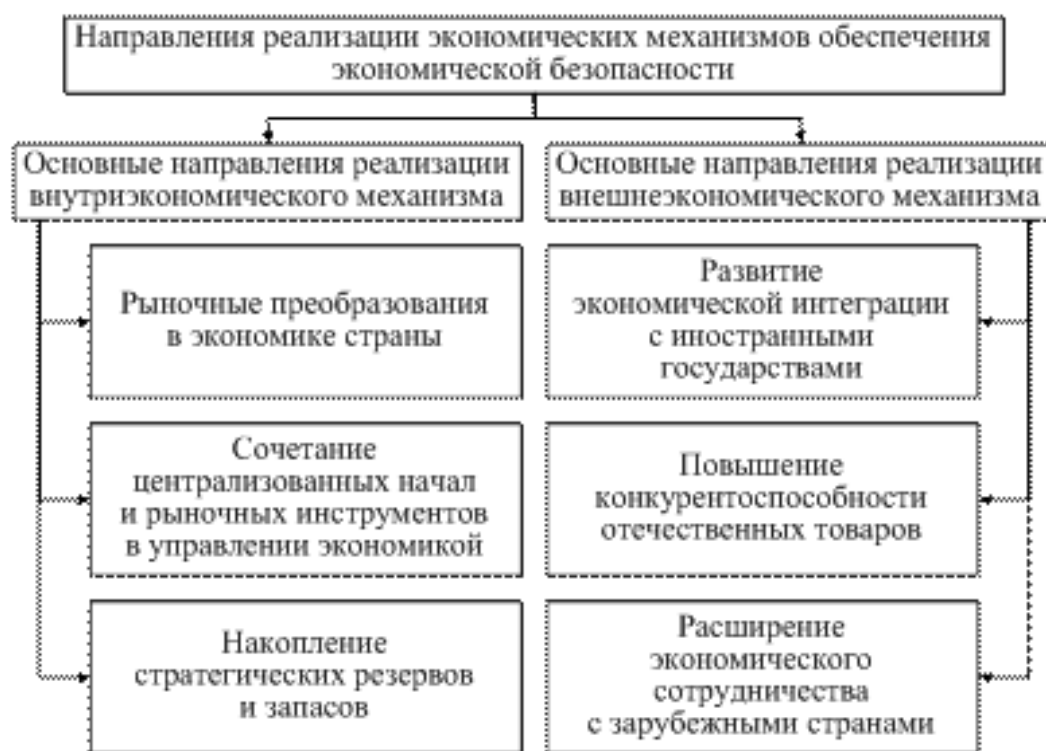 Направления реализации экономических механизмов обеспечения
экономической безопасности
Основные направления реализации
внутриэкономического механизма
Основные направления реализации
внешнеэкономического механизма
Рыночные преобразования
в экономике страны
Развитие
экономической интеграции
с иностранными
государствами
Сочетание
централизованных начал
и рыночных инструментов
в управлении экономикой
Повышение
конкурентоспособности
отечественных товаров
Накопление
стратегических резервов
и запасов
Расширение
экономического
сотрудничества
с зарубежными странами